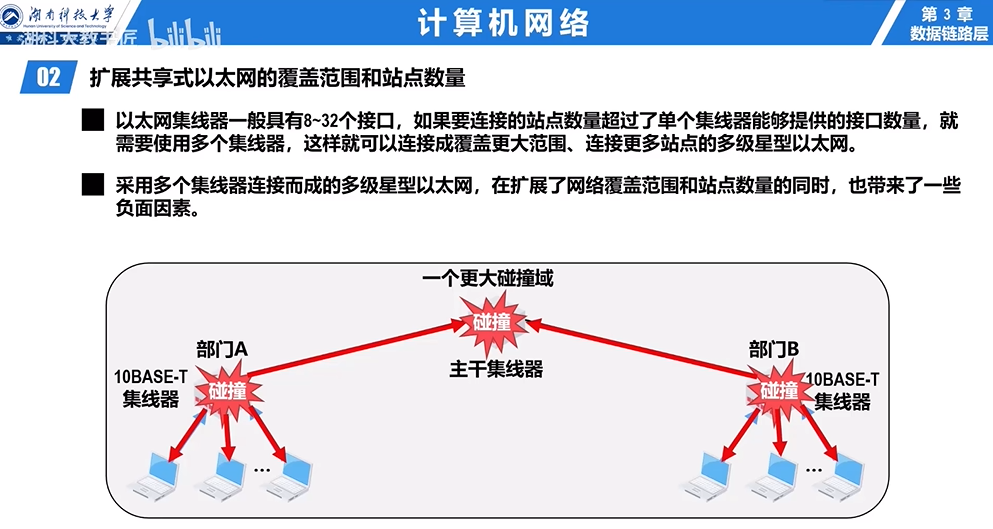 湖南科技大学
Hunan University of Science and Technology
计算机网络
第 3 章
数据链路层
bilibili
02 扩展共享式以太网的覆盖范围和站点数量
以太网集线器一般具有8~32个接口，如果要连接的站点数量超过了单个集线器能够提供的接口数量，就
需要使用多个集线器，这样就可以连接成覆盖更大范围、连接更多站点的多级星型以太网。
采用多个集线器连接而成的多级星型以太网，在扩展了网络覆盖范围和站点数量的同时，也带来了一些
负面因素。
一个更大碰撞域
碰撞
主干集线器
部门A
10BASE-T
集线器
碰撞
...
部门B
碰撞
10BASE-T
集线器
...